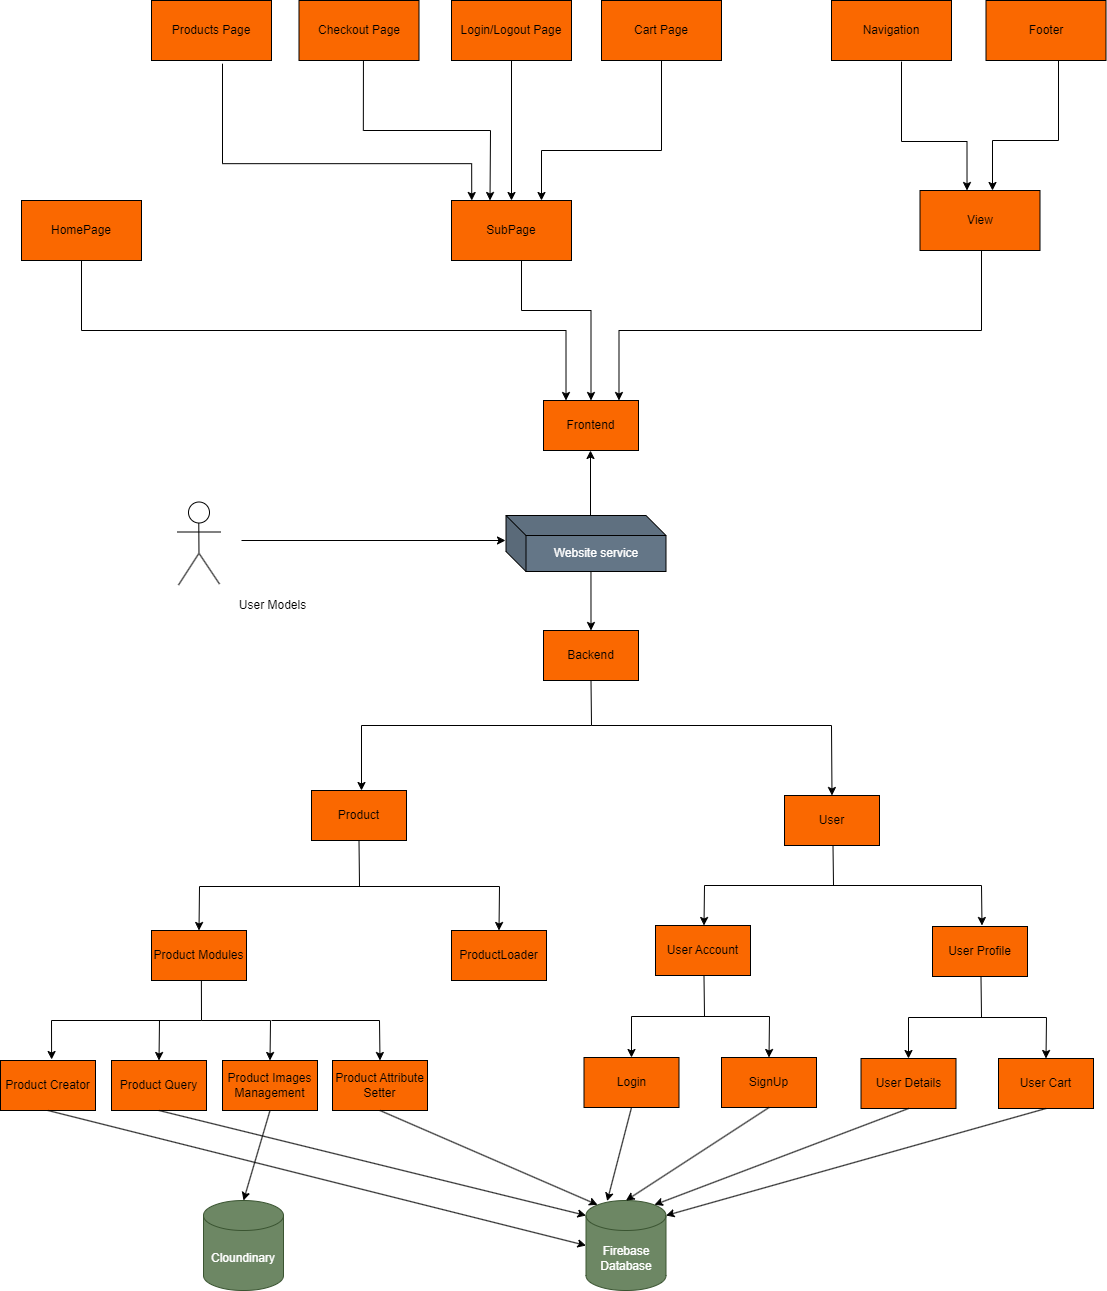 Products Page
Checkout Page
Login/Logout Page
Cart Page
Navigation
Footer
HomePage
SubPage
View
Frontend
Website service
User Models
Backend
Product
User
Product Modules
ProductLoader
User Account
User Profile
Product Creator
Product Query
Product Images
Management
Product Attribute
Setter
Login
SignUp
User Details
User Cart
Cloundinary
Firebase
Database